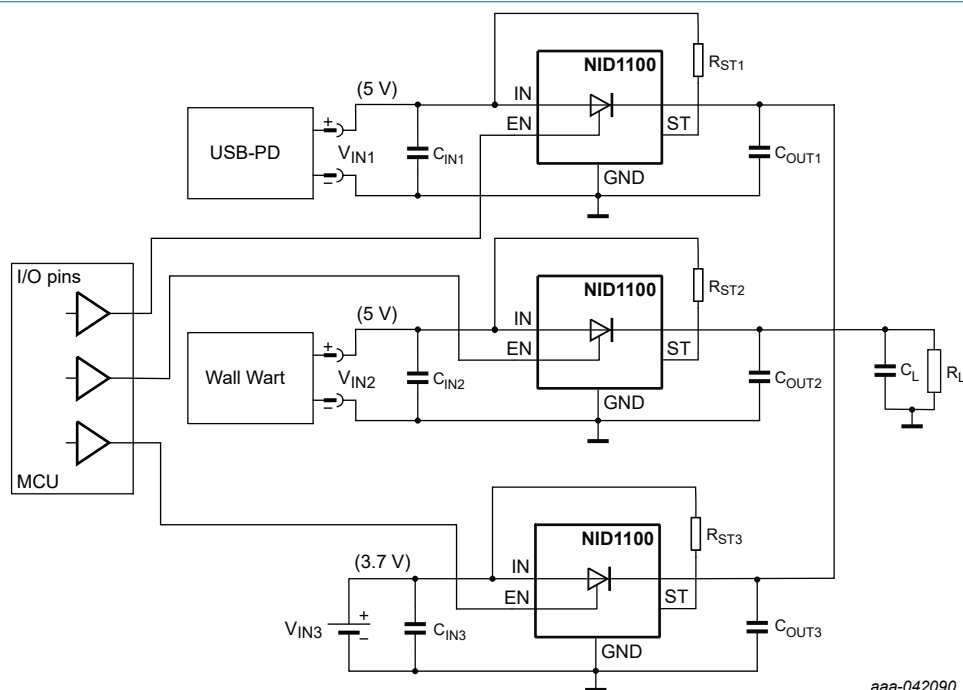 NID1100
R_ST1
(5 V)
IN
EN
ST
+
USB-PD
V_IN1
C_IN1
C_OUT1
−
GND
I/O pins
NID1100
R_ST2
(5 V)
IN
EN
ST
+
Wall Wart
V_IN2
C_IN2
C_OUT2
C_L
R_L
−
GND
MCU
NID1100
R_ST3
(3.7 V)
IN
EN
ST
+
V_IN3
−
C_IN3
C_OUT3
GND
aaa-042090